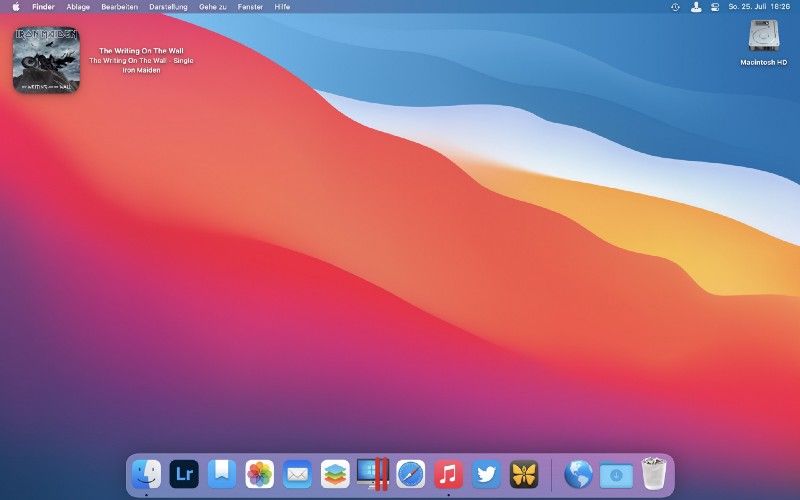 Finder Ablage Bearbeiten Darstellung Gehe zu Fenster Hilfe So. 25. Juli 16:26
IRON MAIDEN
THE WRITING ON THE WALL
The Writing On The Wall
The Writing On The Wall - Single
Iron Maiden
Macintosh HD
Lr